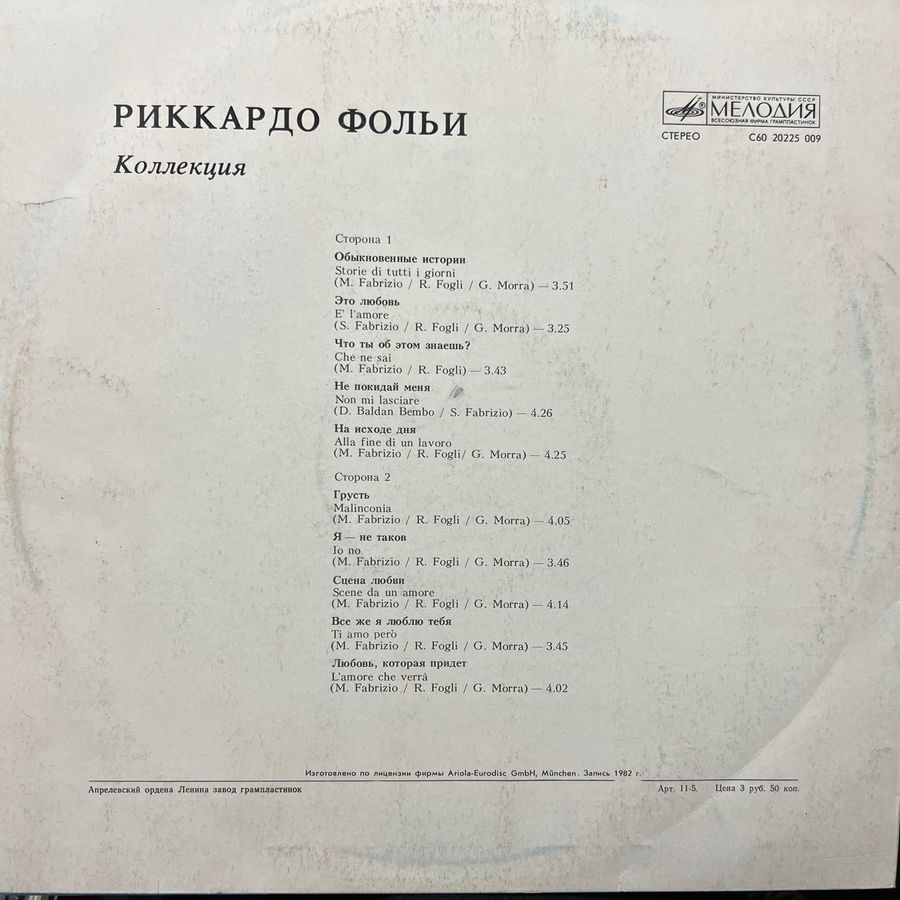 РИККАРДО ФОЛЬИ
Коллекция
МИНИСТЕРСТВО КУЛЬТУРЫ СССР
МЕЛОДИЯ
ВСЕСОЮЗНАЯ ФИРМА ГРАМПЛАСТИНОК
СТЕРЕО С60 20225 009
Сторона 1
Обыкновенные истории
Storie di tutti i giorni
(M. Fabrizio / R. Fogli / G. Morra) — 3.51
Это любовь
E' l'amore
(S. Fabrizio / R. Fogli / G. Morra) — 3.25
Что ты об этом знаешь?
Che ne sai
(M. Fabrizio / R. Fogli) — 3.43
Не покидай меня
Non mi lasciare
(D. Baldan Bembo / S. Fabrizio) — 4.26
На исходе дня
Alla fine di un lavoro
(M. Fabrizio / R. Fogli/ G. Morra) — 4.25
Сторона 2
Грусть
Malinconia
(M. Fabrizio / R. Fogli / G. Morra) — 4.05
Я — не таков
Io no
(M. Fabrizio / R. Fogli / G. Morra) — 3.46
Сцена любви
Scene da un amore
(M. Fabrizio / R. Fogli / G. Morra) — 4.14
Все же я люблю тебя
Ti amo però
(M. Fabrizio / R. Fogli / G. Morra) — 3.45
Любовь, которая придет
L'amore che verrà
(M. Fabrizio / R. Fogli / G. Morra) — 4.02
Изготовлено по лицензии фирмы Ariola-Eurodisc GmbH, München. Запись 1982 г.
Апрелевский ордена Ленина завод грампластинок Арт. 11-5. Цена 3 руб. 50 коп.